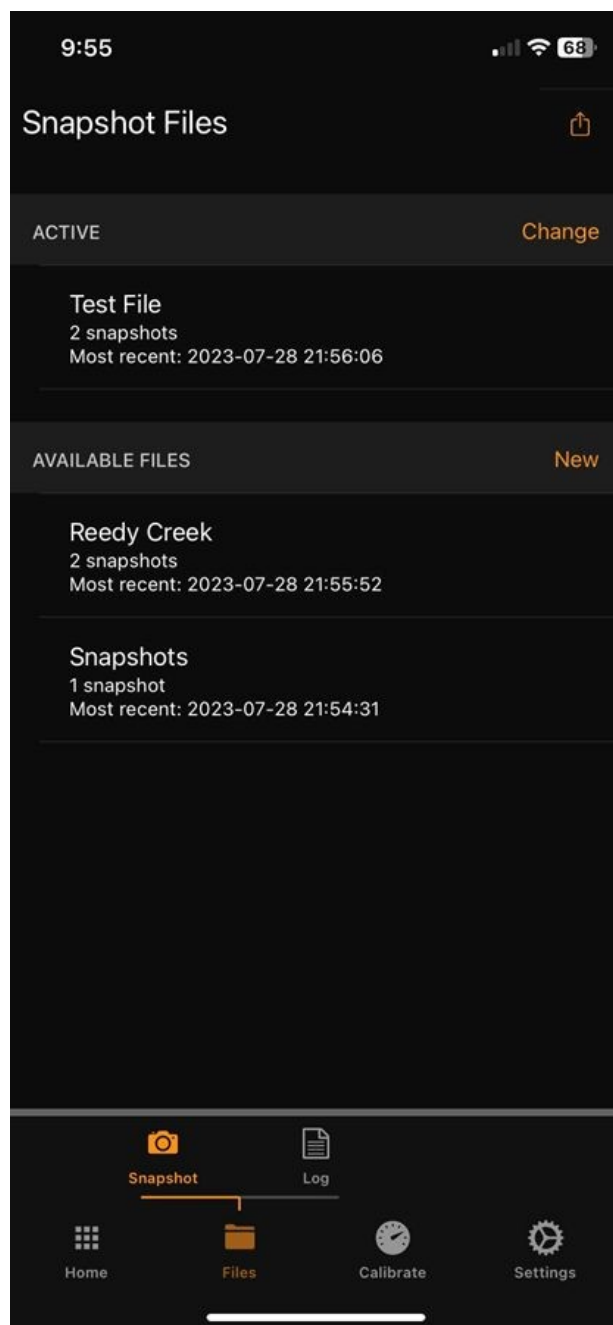 9:55
68
Snapshot Files
ACTIVE
Change
Test File
2 snapshots
Most recent: 2023-07-28 21:56:06
AVAILABLE FILES
New
Reedy Creek
2 snapshots
Most recent: 2023-07-28 21:55:52
Snapshots
1 snapshot
Most recent: 2023-07-28 21:54:31
Snapshot
Log
Home
Files
Calibrate
Settings